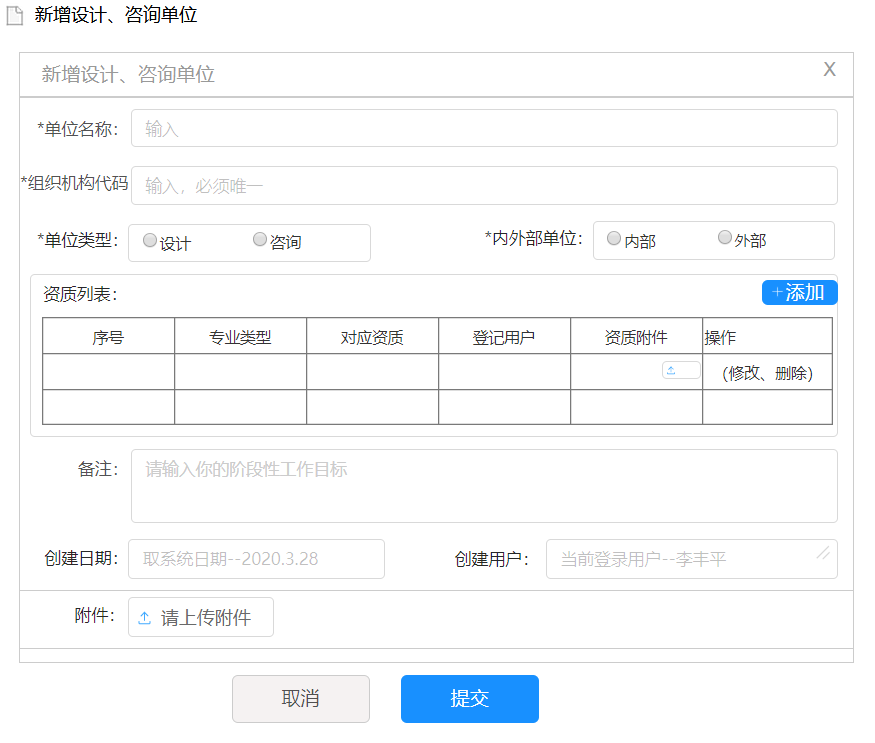 新增设计、咨询单位
新增设计、咨询单位 X
*单位名称： 输入
*组织机构代码 输入，必须唯一
*单位类型： 设计 咨询 *内外部单位： 内部 外部
资质列表： +添加
序号 专业类型 对应资质 登记用户 资质附件 操作
（修改、删除）
备注： 请输入你的阶段性工作目标
创建日期： 取系统日期--2020.3.28 创建用户： 当前登录用户--李丰平
附件： 请上传附件
取消 提交